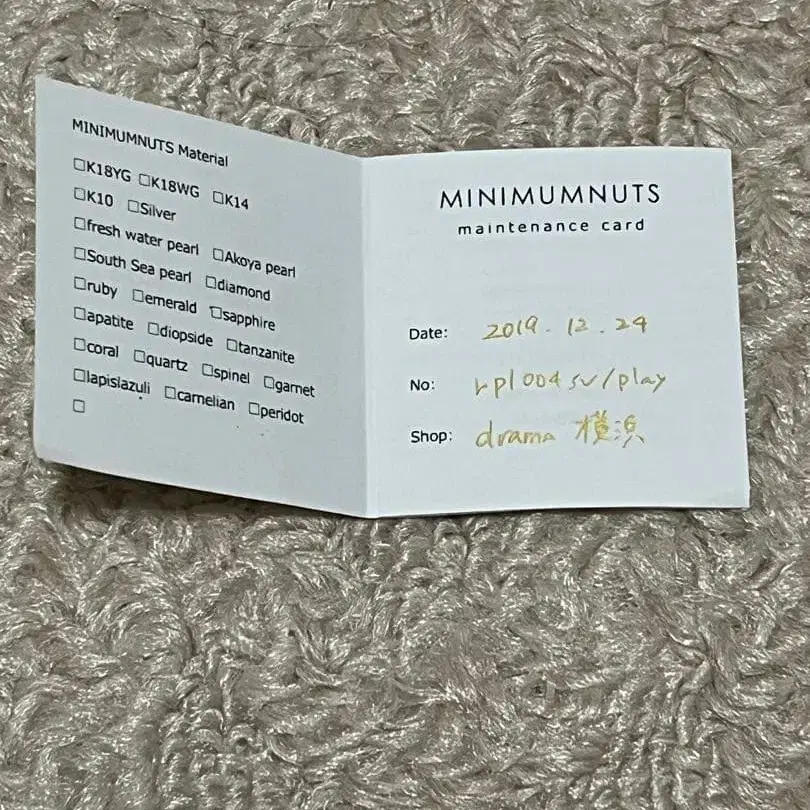 MINIMUMNUTS Material
□K18YG □K18WG □K14
□K10 □Silver
□fresh water pearl □Akoya pearl
□South Sea pearl □diamond
□ruby □emerald □sapphire
□apatite □diopside □tanzanite
□coral □quartz □spinel □garnet
□lapislazuli □carnelian □peridot
□
MINIMUMNUTS
maintenance card
Date: 2019.12.24
No: rpl004sv/play
Shop: drama 横浜